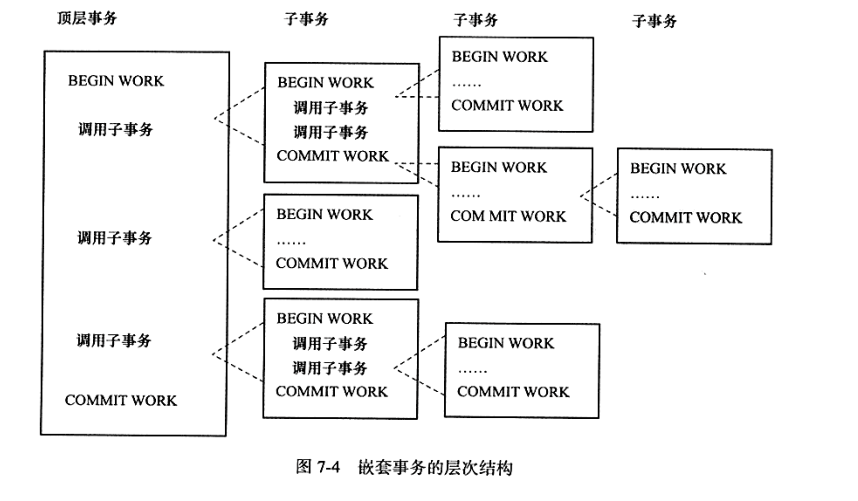 顶层事务 子事务 子事务 子事务
BEGIN WORK
调用子事务
调用子事务
调用子事务
COMMIT WORK
BEGIN WORK
调用子事务
调用子事务
COMMIT WORK
BEGIN WORK
......
COMMIT WORK
BEGIN WORK
调用子事务
调用子事务
COMMIT WORK
BEGIN WORK
......
COMMIT WORK
BEGIN WORK
......
COM MIT WORK
BEGIN WORK
......
COMMIT WORK
BEGIN WORK
......
COMMIT WORK
图 7-4 嵌套事务的层次结构